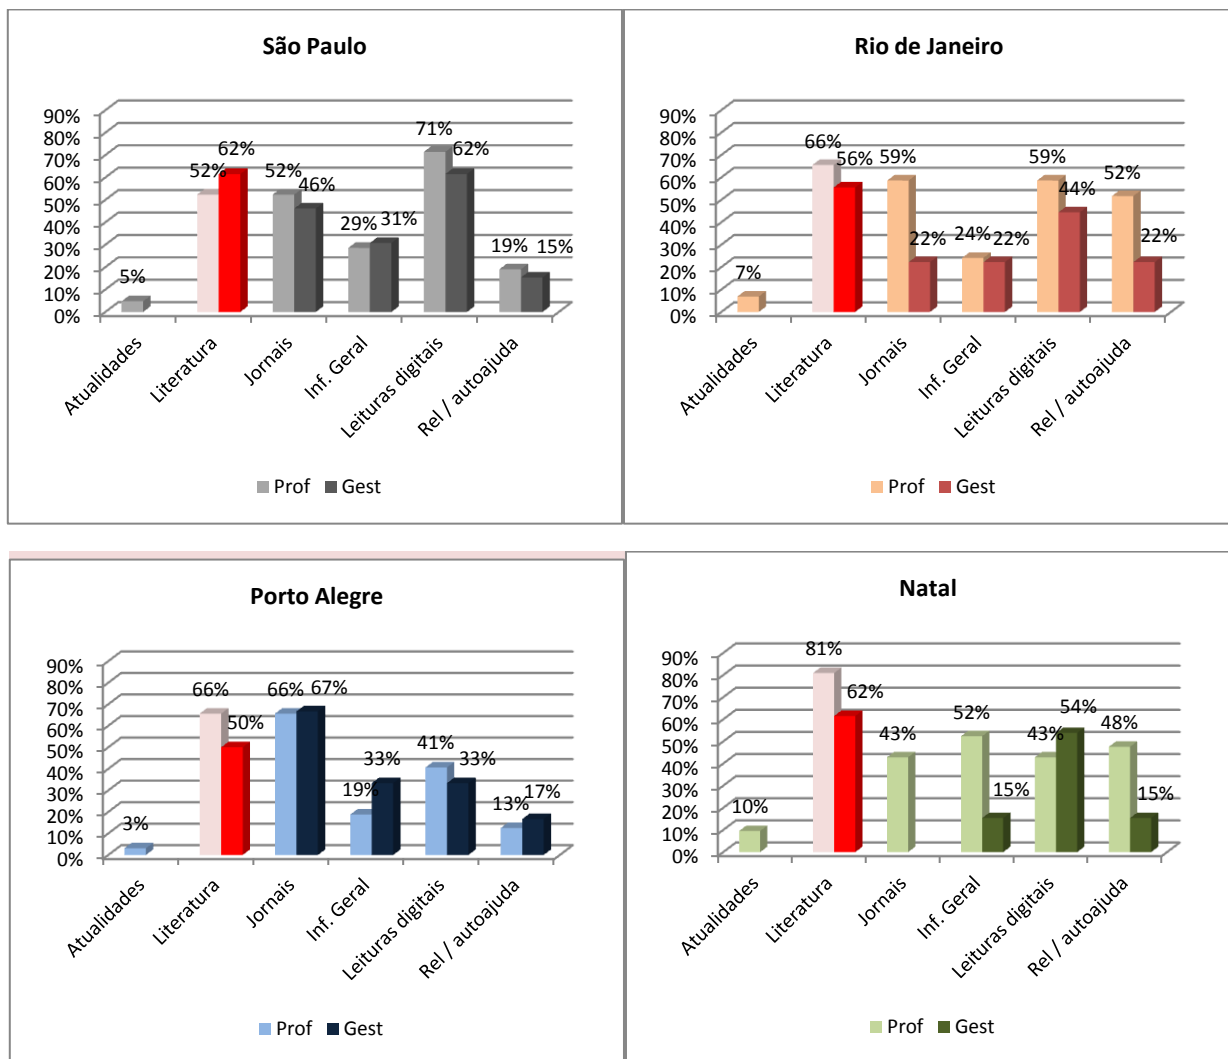 São Paulo
90%
80%
70%
60%
50%
40%
30%
20%
10%
0%
5%
52%
62%
52%
46%
29%
31%
71%
62%
19%
15%
Atualidades
Literatura
Jornais
Inf. Geral
Leituras digitais
Rel / autoajuda
Prof Gest
Rio de Janeiro
90%
80%
70%
60%
50%
40%
30%
20%
10%
0%
7%
66%
56%
59%
22%
24%
22%
59%
44%
52%
22%
Atualidades
Literatura
Jornais
Inf. Geral
Leituras digitais
Rel / autoajuda
Prof Gest
Porto Alegre
90%
80%
70%
60%
50%
40%
30%
20%
10%
0%
3%
66%
50%
66%
67%
19%
33%
41%
33%
13%
17%
Atualidades
Literatura
Jornais
Inf. Geral
Leituras digitais
Rel / autoajuda
Prof Gest
Natal
90%
80%
70%
60%
50%
40%
30%
20%
10%
0%
10%
81%
62%
43%
52%
15%
43%
54%
48%
15%
Atualidades
Literatura
Jornais
Inf. Geral
Leituras digitais
Rel / autoajuda
Prof Gest